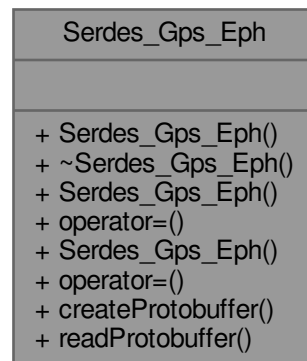 Serdes_Gps_Eph
+ Serdes_Gps_Eph()
+ ~Serdes_Gps_Eph()
+ Serdes_Gps_Eph()
+ operator=()
+ Serdes_Gps_Eph()
+ operator=()
+ createProtobuffer()
+ readProtobuffer()